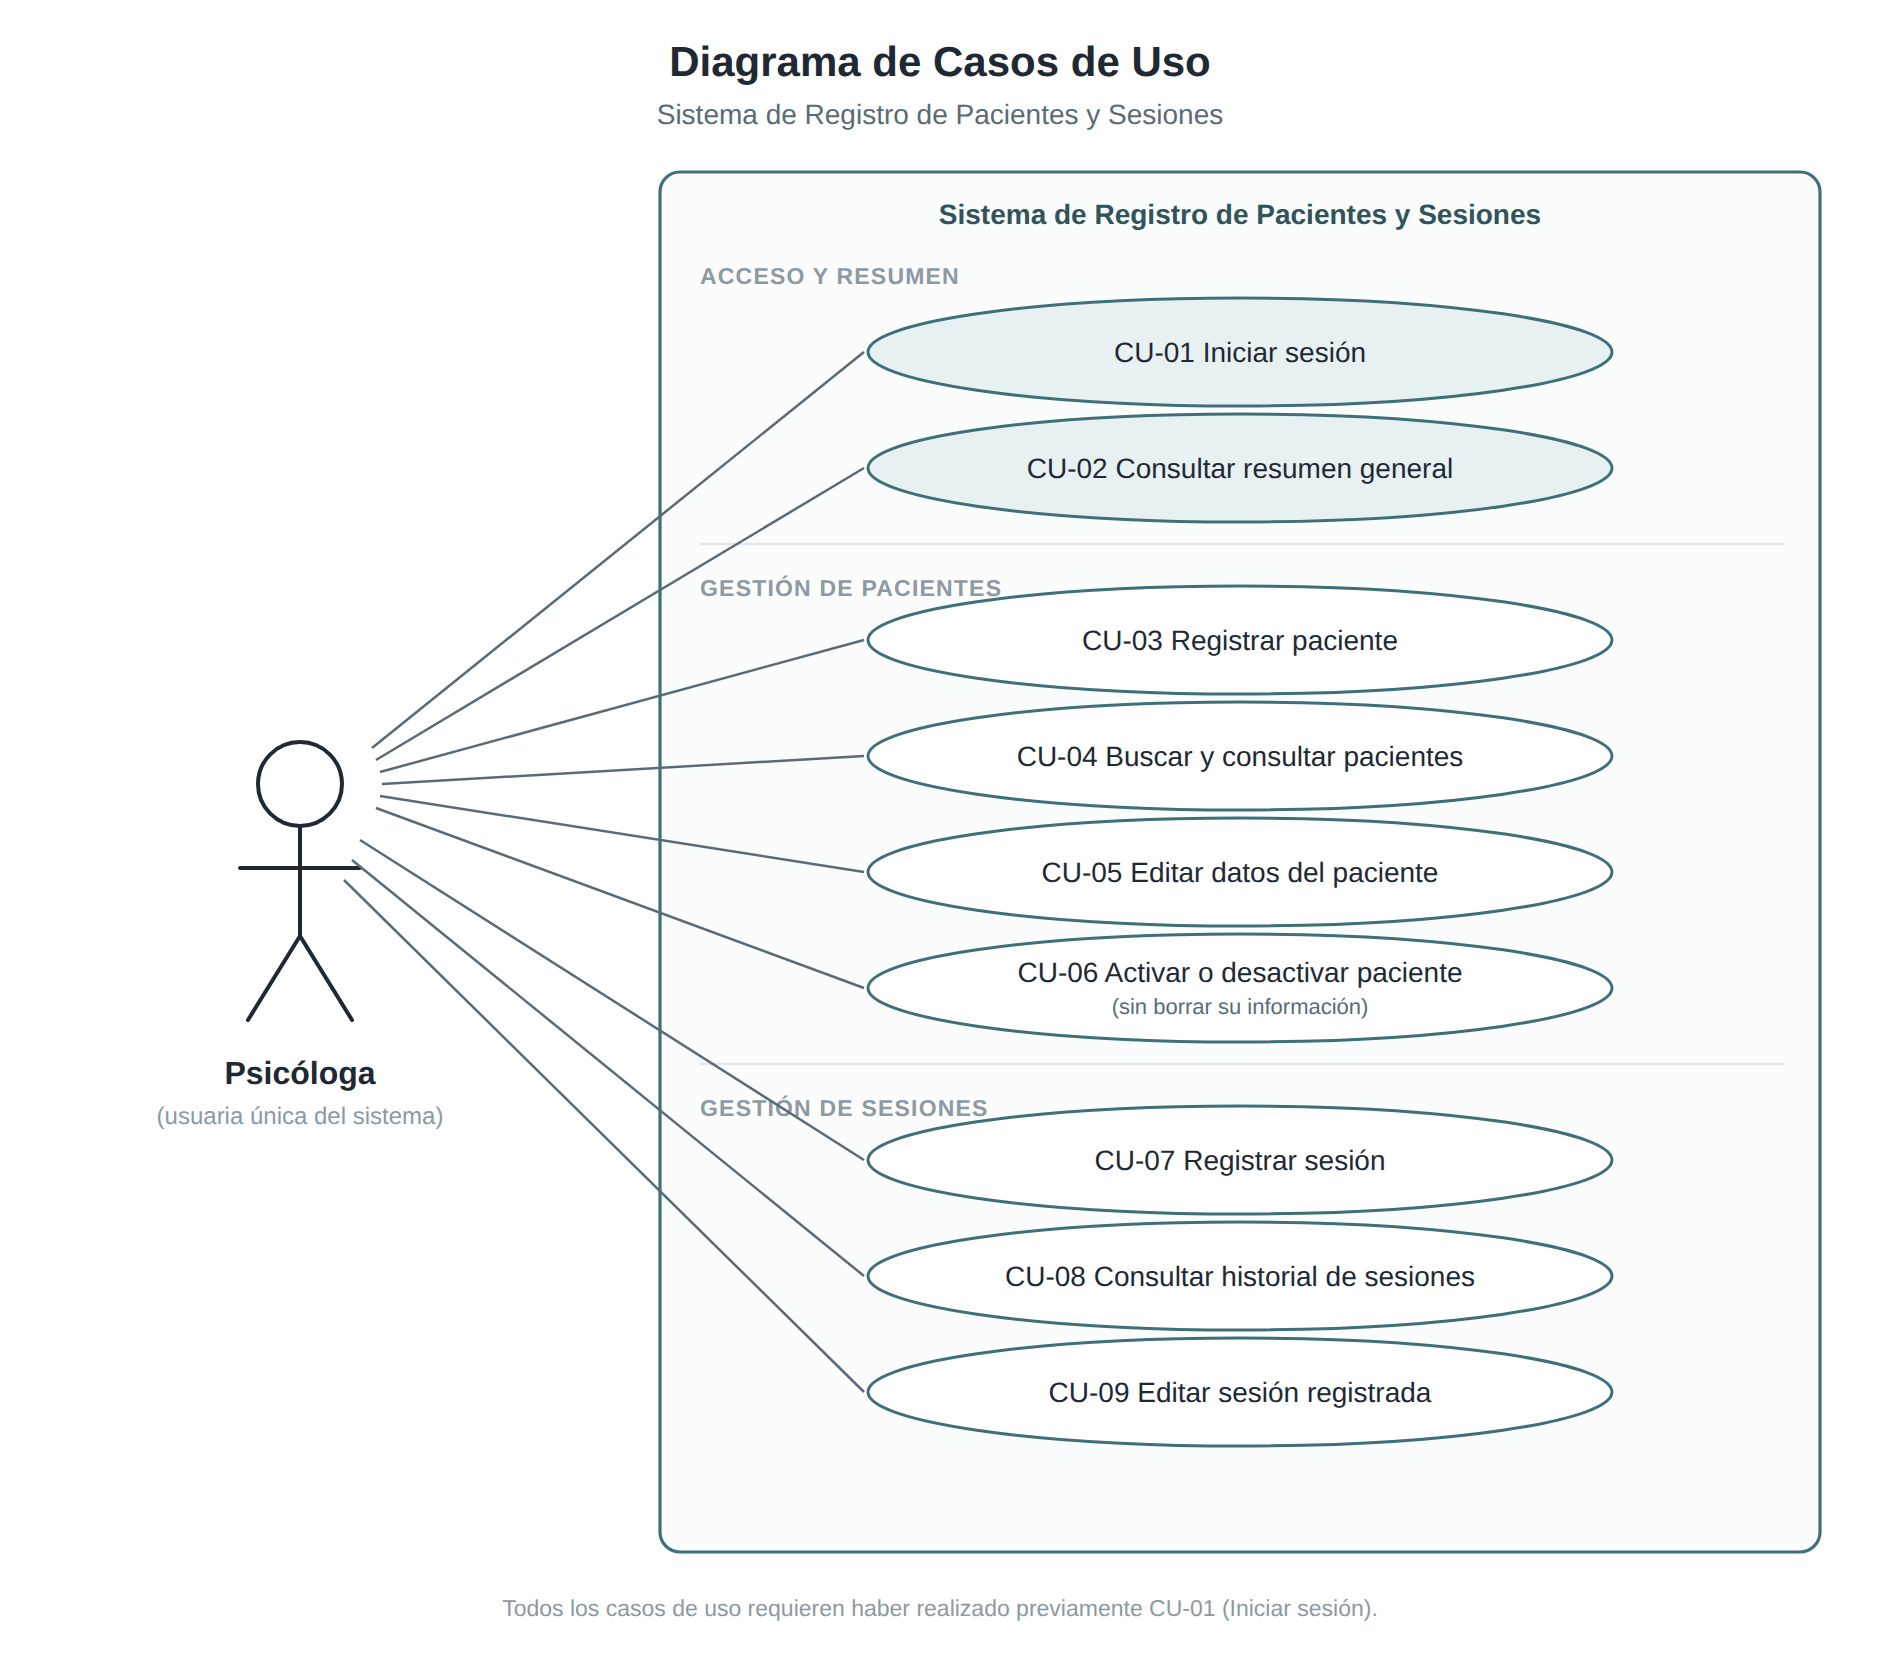 Diagrama de Casos de Uso
Sistema de Registro de Pacientes y Sesiones
Sistema de Registro de Pacientes y Sesiones
ACCESO Y RESUMEN
CU-01 Iniciar sesión
CU-02 Consultar resumen general
GESTIÓN DE PACIENTES
CU-03 Registrar paciente
CU-04 Buscar y consultar pacientes
CU-05 Editar datos del paciente
CU-06 Activar o desactivar paciente
(sin borrar su información)
Psicóloga
(usuaria única del sistema)
GESTIÓN DE SESIONES
CU-07 Registrar sesión
CU-08 Consultar historial de sesiones
CU-09 Editar sesión registrada
Todos los casos de uso requieren haber realizado previamente CU-01 (Iniciar sesión).